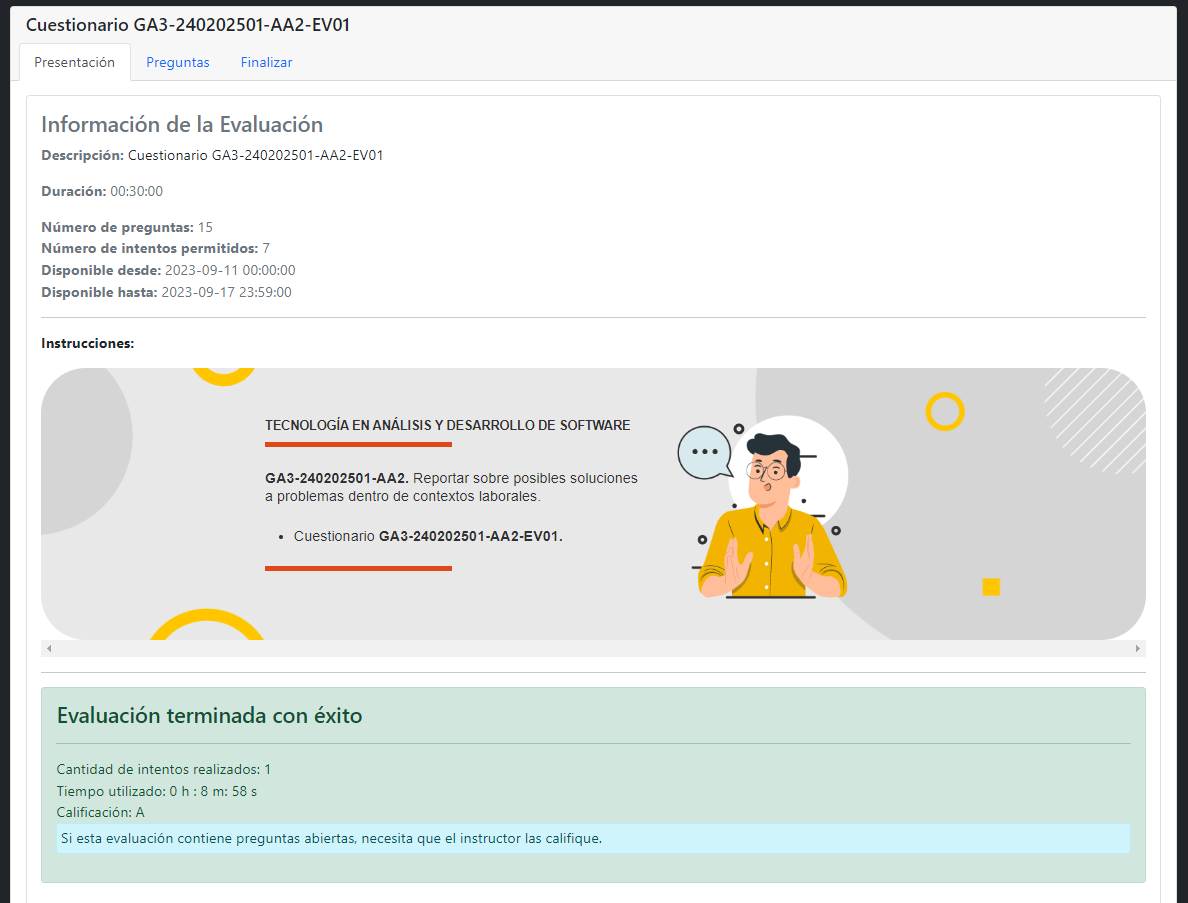 Cuestionario GA3-240202501-AA2-EV01
Presentación Preguntas Finalizar
Información de la Evaluación
Descripción: Cuestionario GA3-240202501-AA2-EV01
Duración: 00:30:00
Número de preguntas: 15
Número de intentos permitidos: 7
Disponible desde: 2023-09-11 00:00:00
Disponible hasta: 2023-09-17 23:59:00
Instrucciones:
TECNOLOGÍA EN ANÁLISIS Y DESARROLLO DE SOFTWARE
GA3-240202501-AA2. Reportar sobre posibles soluciones
a problemas dentro de contextos laborales.
• Cuestionario GA3-240202501-AA2-EV01.
Evaluación terminada con éxito
Cantidad de intentos realizados: 1
Tiempo utilizado: 0 h : 8 m: 58 s
Calificación: A
Si esta evaluación contiene preguntas abiertas, necesita que el instructor las califique.